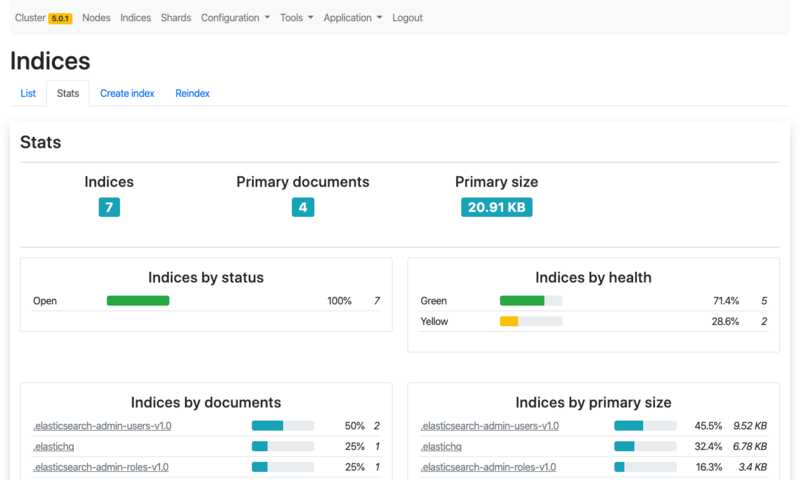 Cluster 5.0.1 Nodes Indices Shards Configuration Tools Application Logout
Indices
List Stats Create index Reindex
Stats
Indices Primary documents Primary size
7 4 20.91 KB
Indices by status
Open 100% 7
Indices by health
Green 71.4% 5
Yellow 28.6% 2
Indices by documents
.elasticsearch-admin-users-v1.0 50% 2
.elastichq 25% 1
.elasticsearch-admin-roles-v1.0 25% 1
Indices by primary size
.elasticsearch-admin-users-v1.0 45.5% 9.52 KB
.elastichq 32.4% 6.78 KB
.elasticsearch-admin-roles-v1.0 16.3% 3.4 KB